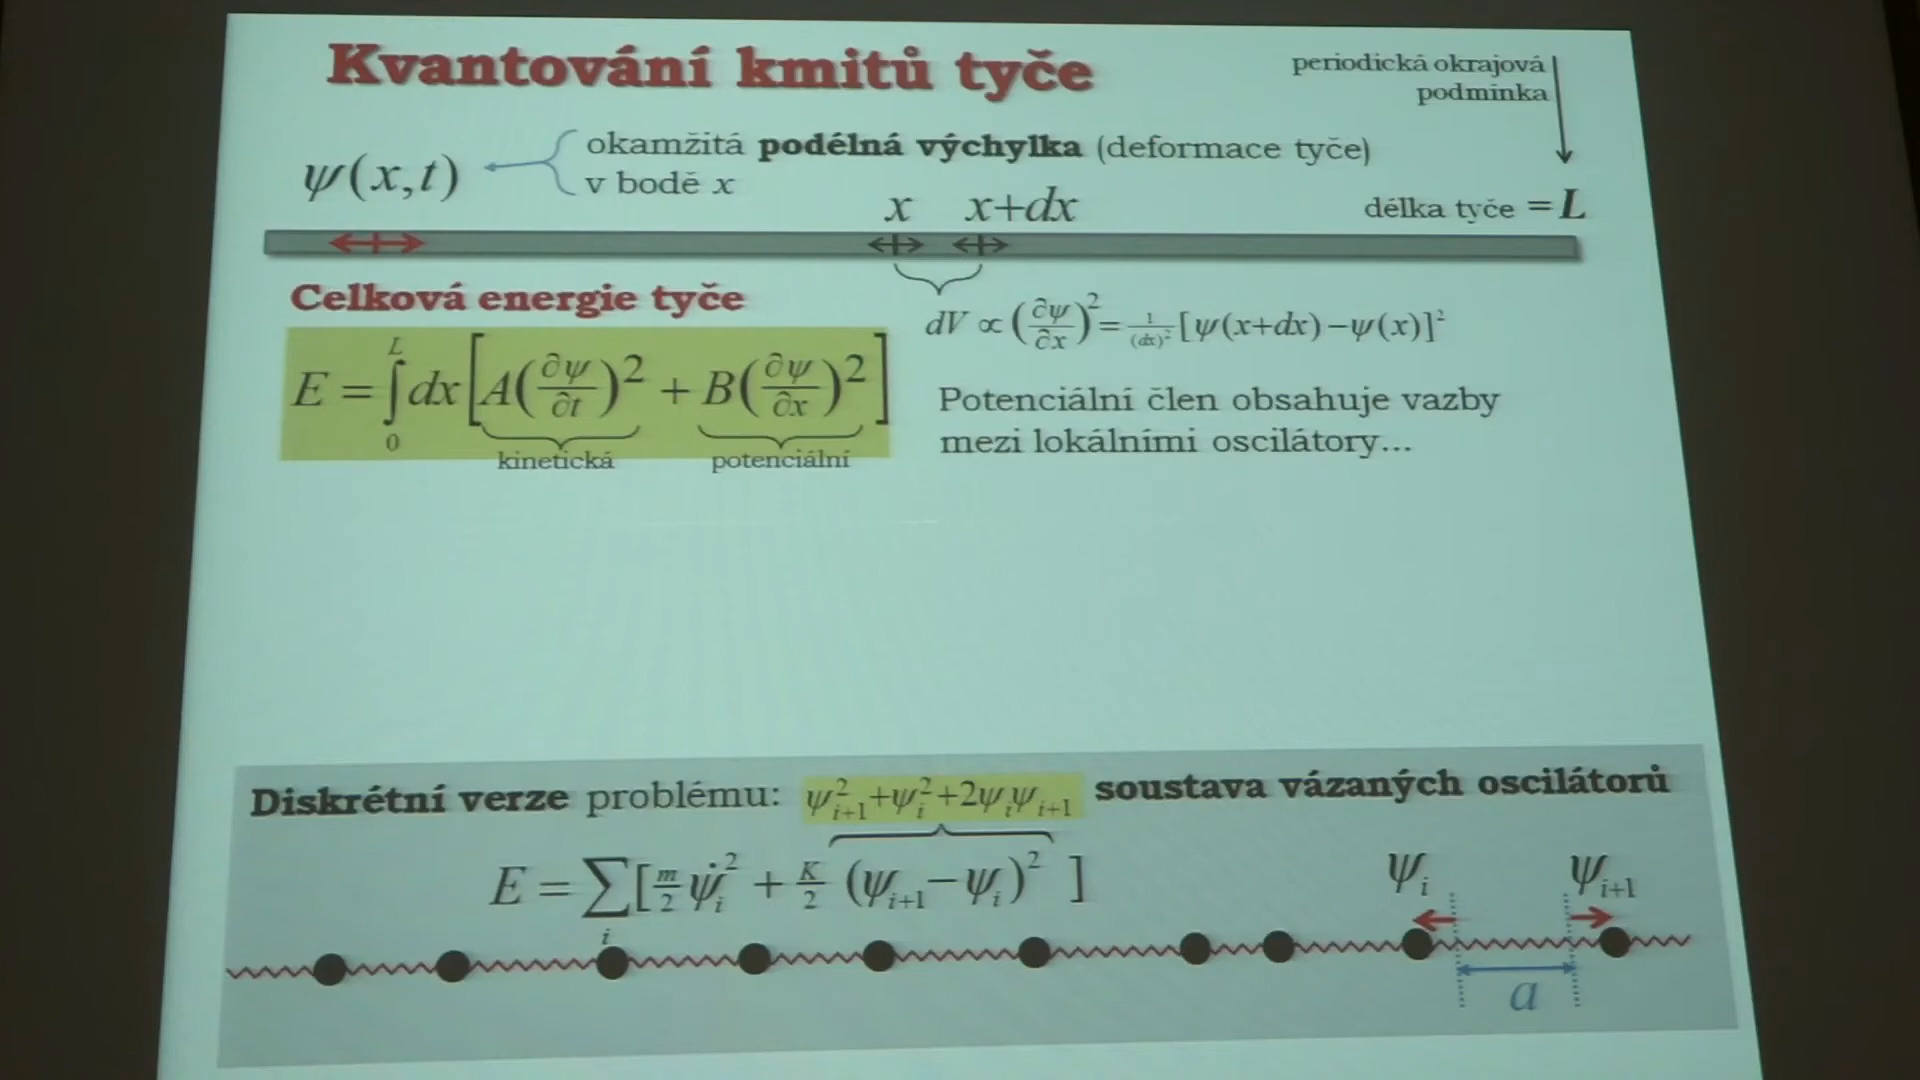 Kvantování kmitů tyče
periodická okrajová
podmínka
ψ(x,t)
okamžitá podélná výchylka (deformace tyče)
v bodě x
x x+dx
délka tyče = L
Celková energie tyče
dV ∝ (∂ψ/∂x)² = 1/(dx)² [ψ(x+dx)−ψ(x)]²
E = ∫₀ᴸ dx [A(∂ψ/∂t)² + B(∂ψ/∂x)²]
kinetická potenciální
Potenciální člen obsahuje vazby
mezi lokálními oscilátory...
Diskrétní verze problému: ψ²ᵢ₊₁+ψ²ᵢ+2ψᵢψᵢ₊₁ soustava vázaných oscilátorů
E = ∑ᵢ[m/2 ψ̇ᵢ² + K/2 (ψᵢ₊₁−ψᵢ)² ]
ψᵢ ψᵢ₊₁
a